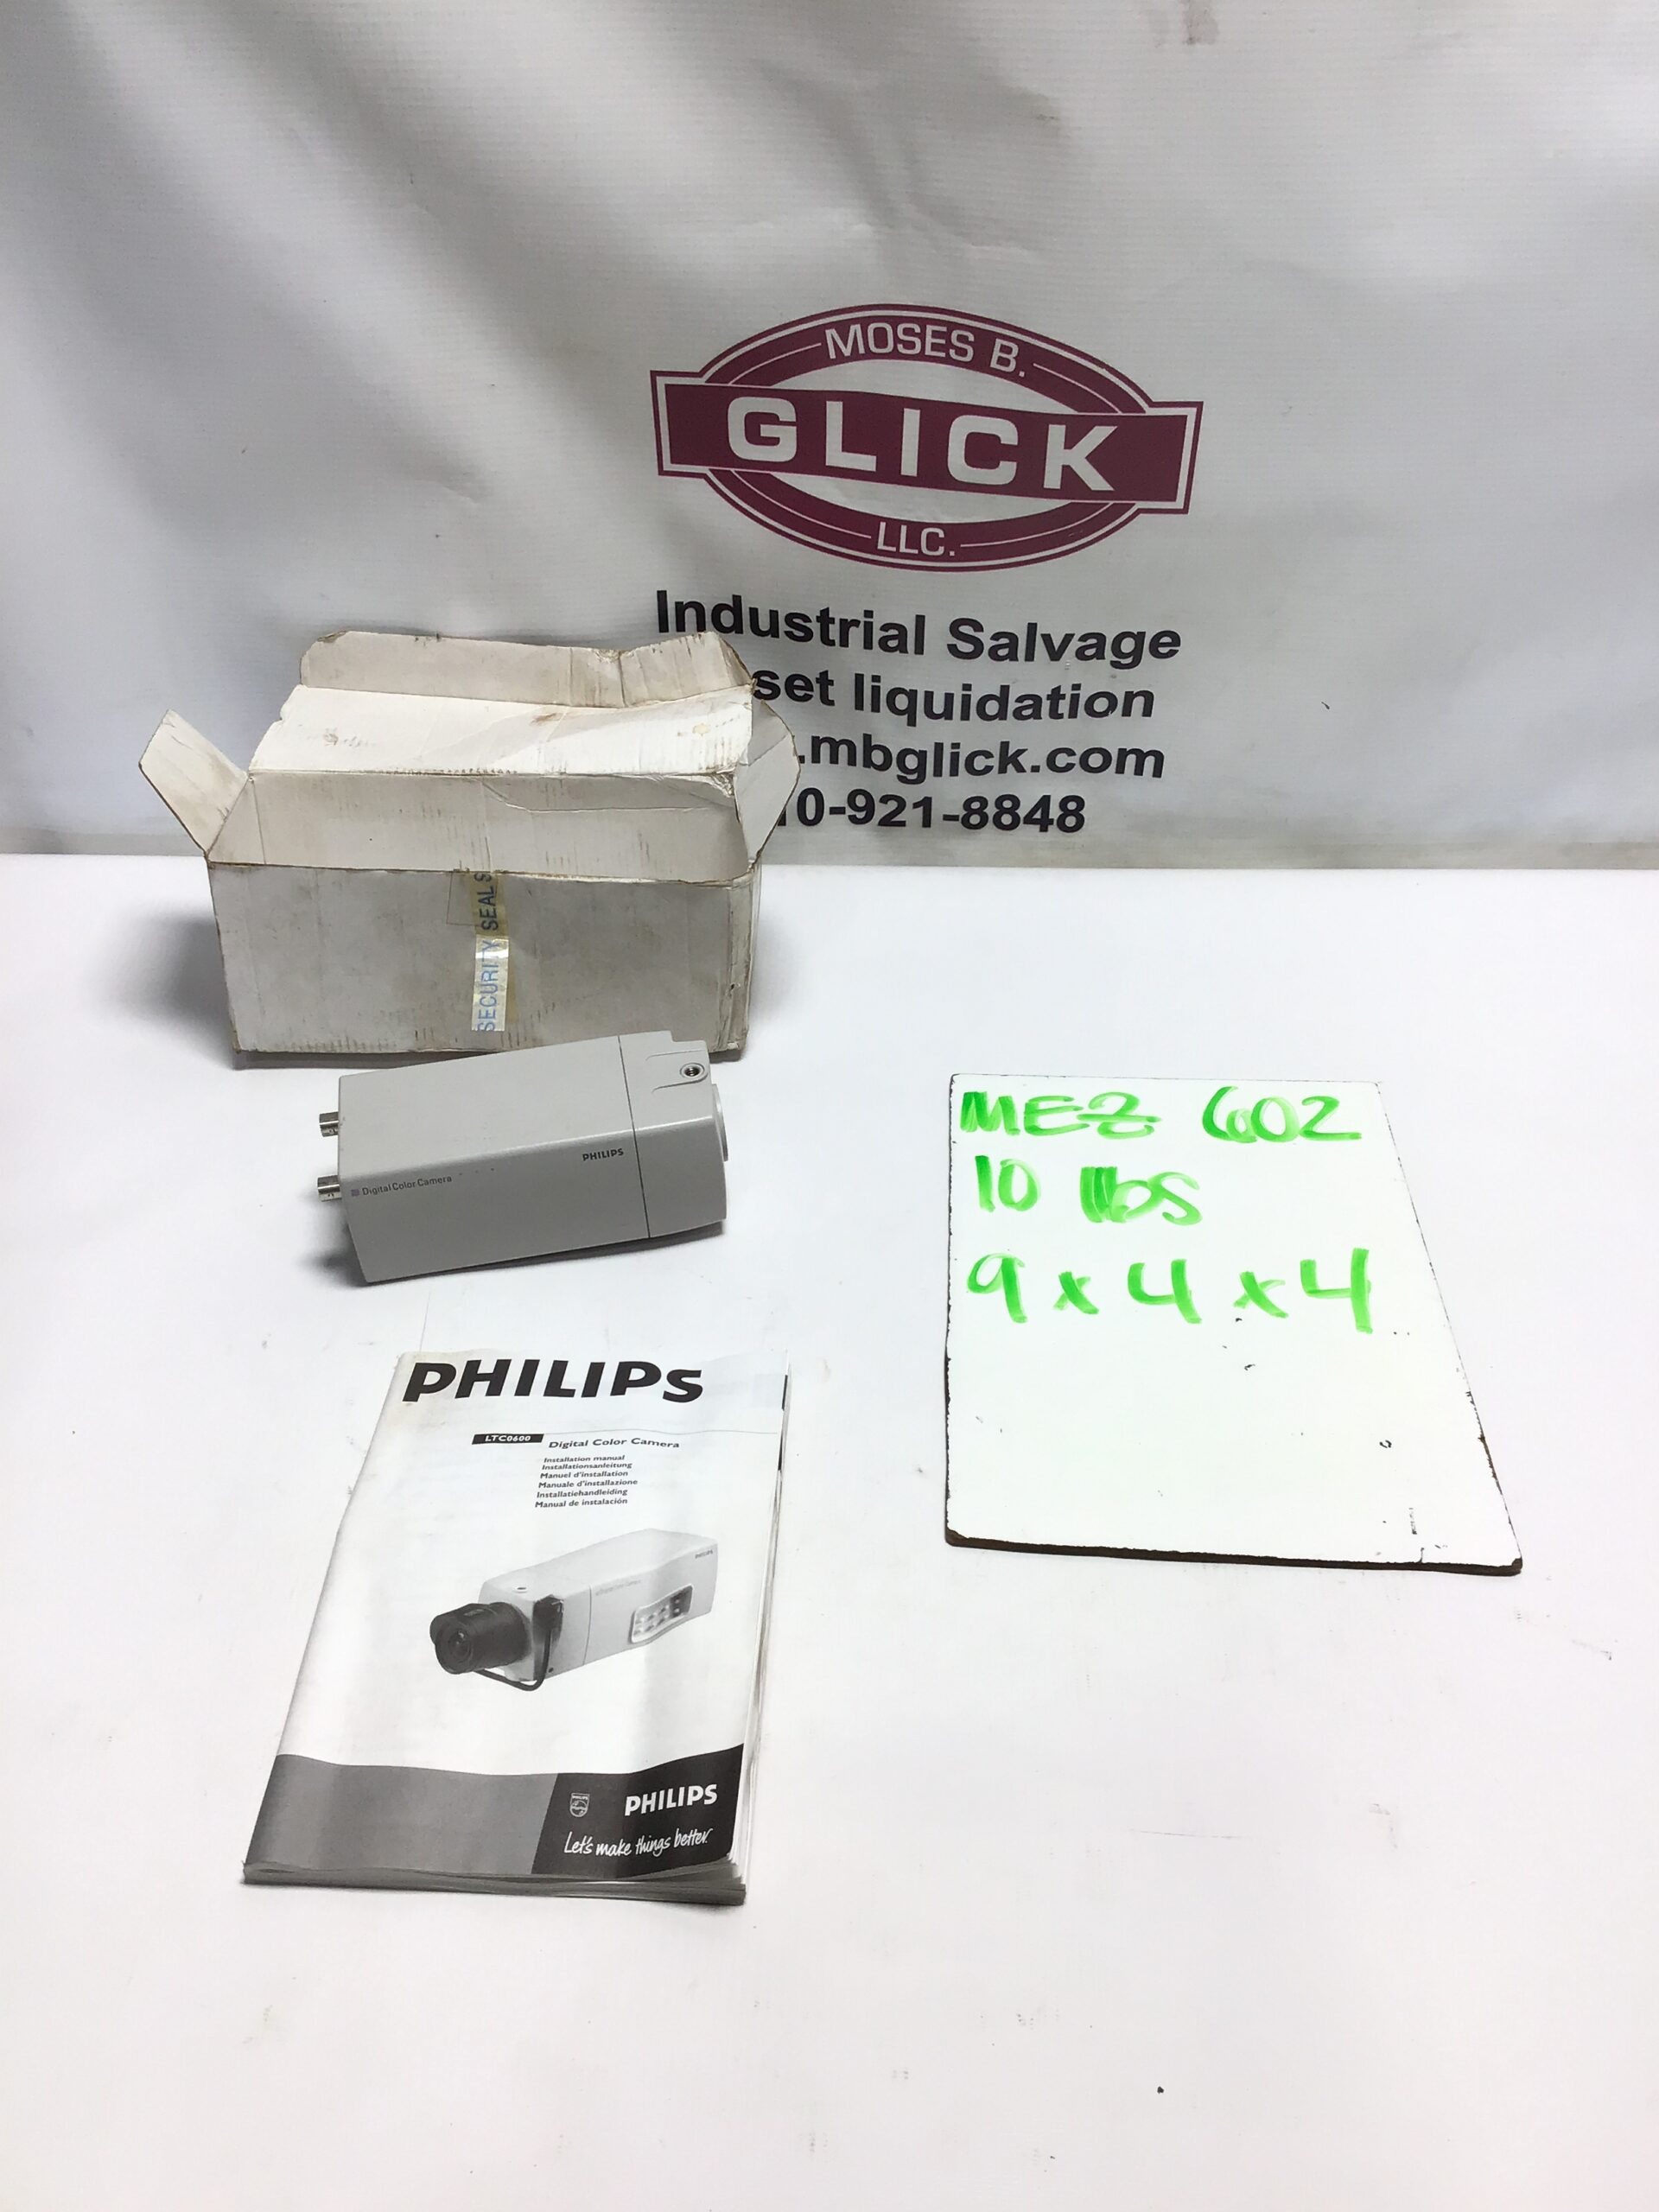 MOSES B.
GLICK
LLC.
Industrial Salvage
set liquidation
.mbglick.com
10-921-8848
SECURITY SEALS
PHILIPS
Digital Color Camera
MEZ 602
10 lbs
9 x 4 x 4
PHILIPS
LTC0600 Digital Color Camera
Installation manual
Installationsanleitung
Manuel d'installation
Manuale d'installazione
Installatiehandleiding
Manual de instalación
PHILIPS
PHILIPS
Let's make things better.